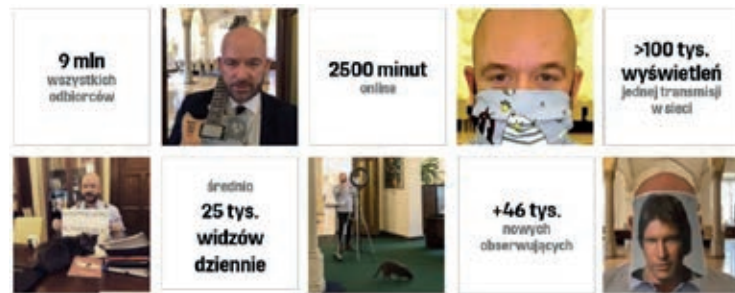 9 mln
wszystkich
odbiorców
2500 minut
online
>100 tys.
wyświetleń
jednej transmisji
w sieci
średnio
25 tys.
widzów
dziennie
+46 tys.
nowych
obserwujących